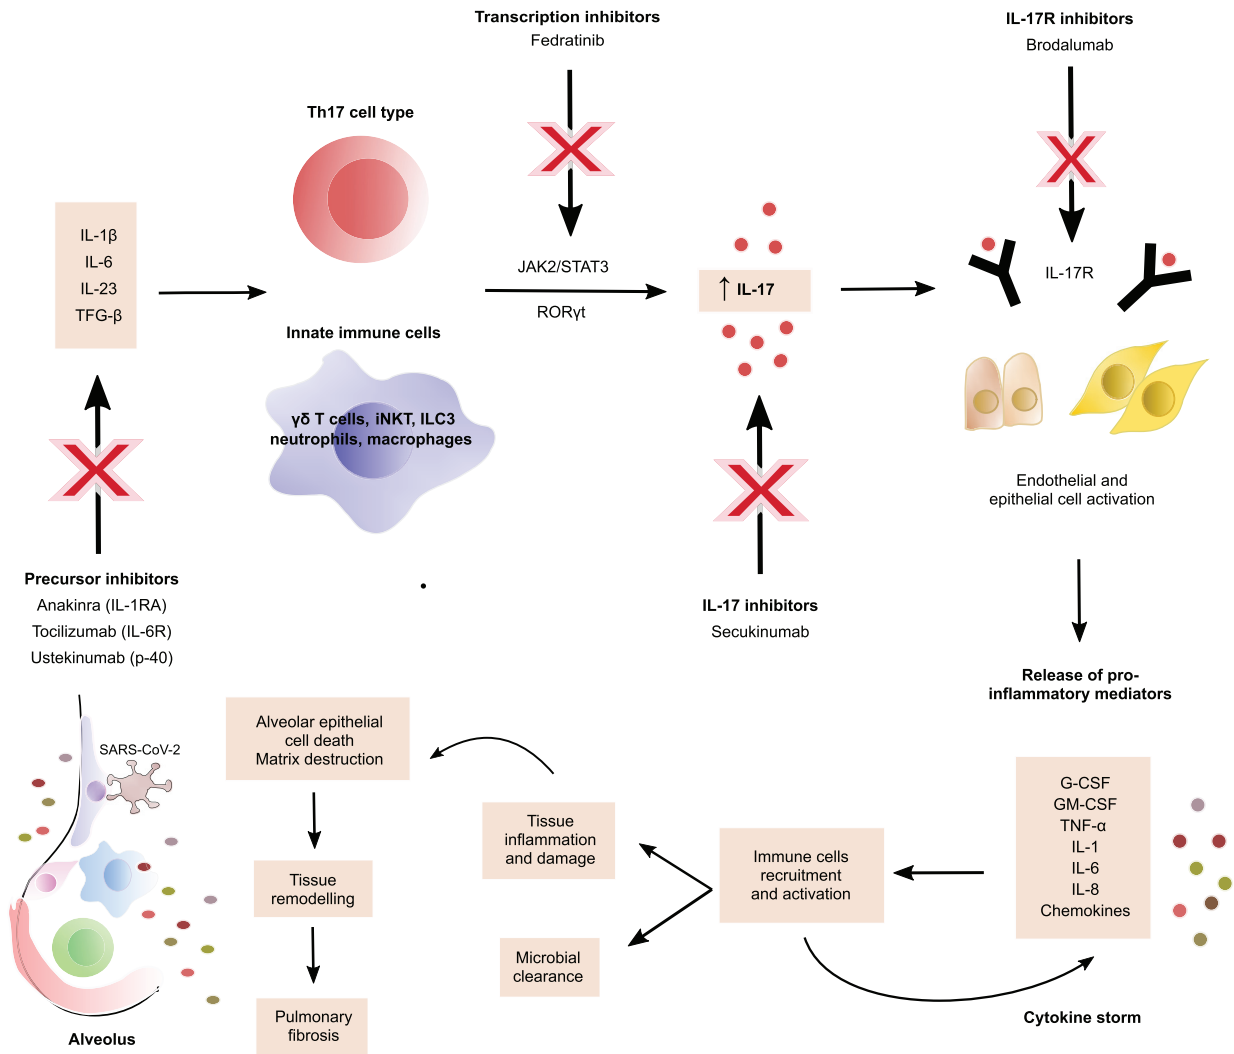 Transcription inhibitors
Fedratinib
IL-17R inhibitors
Brodalumab
Th17 cell type
IL-1β
IL-6
IL-23
TFG-β
JAK2/STAT3
RORγt
↑ IL-17
IL-17R
Innate immune cells
γδ T cells, iNKT, ILC3
neutrophils, macrophages
Endothelial and
epithelial cell activation
Precursor inhibitors
Anakinra (IL-1RA)
Tocilizumab (IL-6R)
Ustekinumab (p-40)
IL-17 inhibitors
Secukinumab
Release of pro-
inflammatory mediators
G-CSF
GM-CSF
TNF-α
IL-1
IL-6
IL-8
Chemokines
Cytokine storm
Immune cells
recruitment
and activation
Tissue
inflammation
and damage
Microbial
clearance
Alveolar epithelial
cell death
Matrix destruction
Tissue
remodelling
Pulmonary
fibrosis
SARS-CoV-2
Alveolus